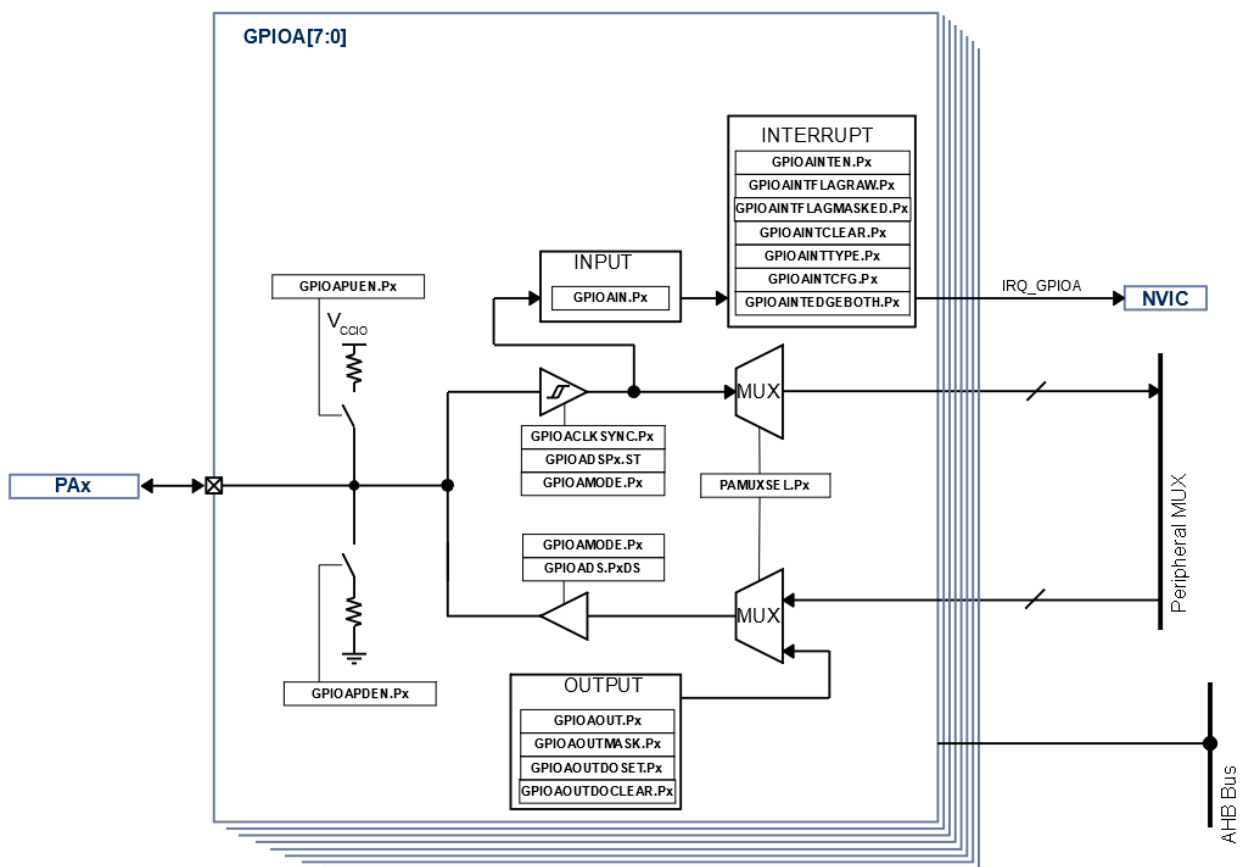 GPIOA[7:0]
INTERRUPT
GPIOAINTEN.Px
GPIOAINTFLAGRAW.Px
GPIOAINTFLAGMASKED.Px
GPIOAINTCLEAR.Px
GPIOAINTTYPE.Px
GPIOAINTCFG.Px
GPIOAINTEDGEBOTH.Px
INPUT
GPIOAIN.Px
IRQ_GPIOA
NVIC
GPIOAPUEN.Px
VCCIO
MUX
GPIOACLKSYNC.Px
GPIOADSPx.ST
GPIOAMODE.Px
PAMUXSEL.Px
PAx
GPIOAMODE.Px
GPIOADS.PxDS
MUX
Peripheral MUX
GPIOAPDEN.Px
OUTPUT
GPIOAOUT.Px
GPIOAOUTMASK.Px
GPIOAOUTDOSET.Px
GPIOAOUTDOCLEAR.Px
AHB Bus